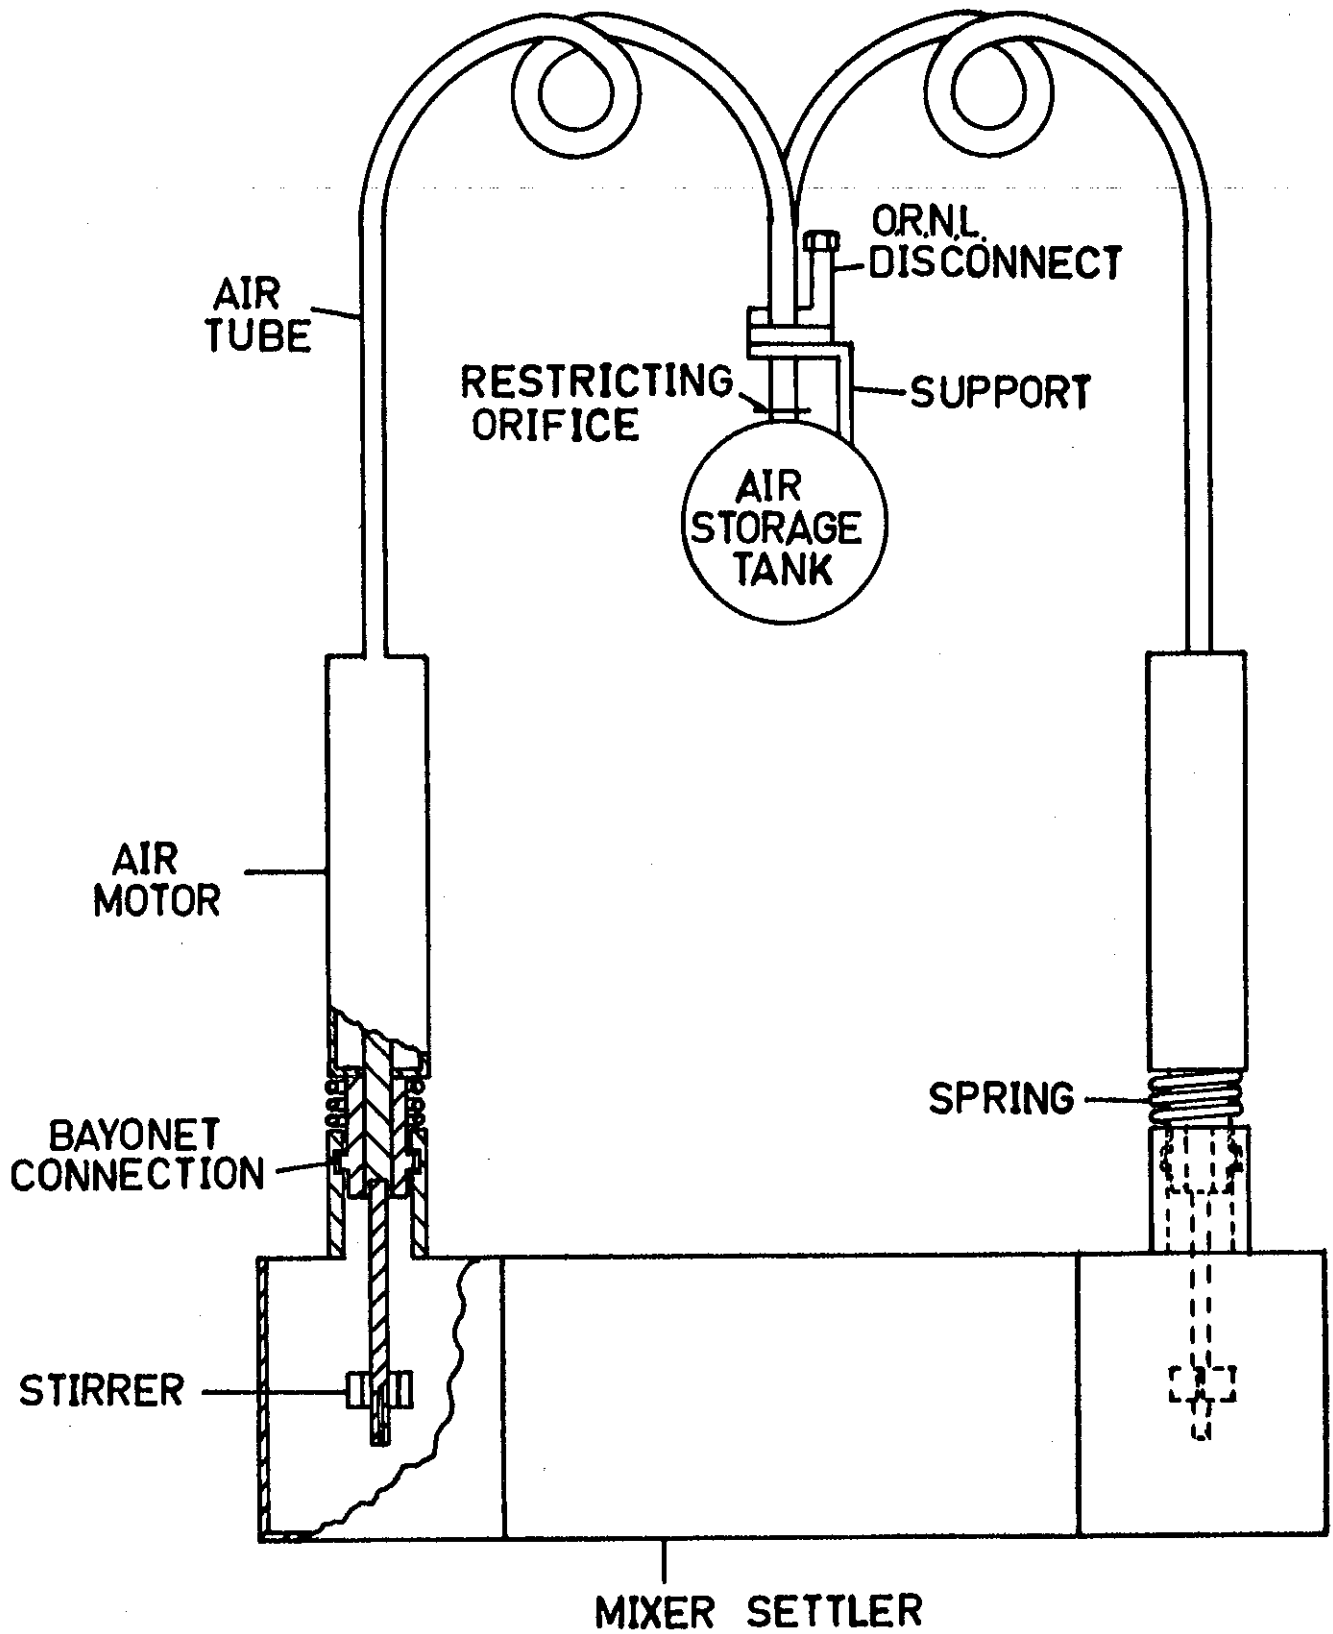 O.R.N.L.
DISCONNECT
AIR
TUBE
RESTRICTING
ORIFICE
SUPPORT
AIR
STORAGE
TANK
AIR
MOTOR
SPRING
BAYONET
CONNECTION
STIRRER
MIXER SETTLER